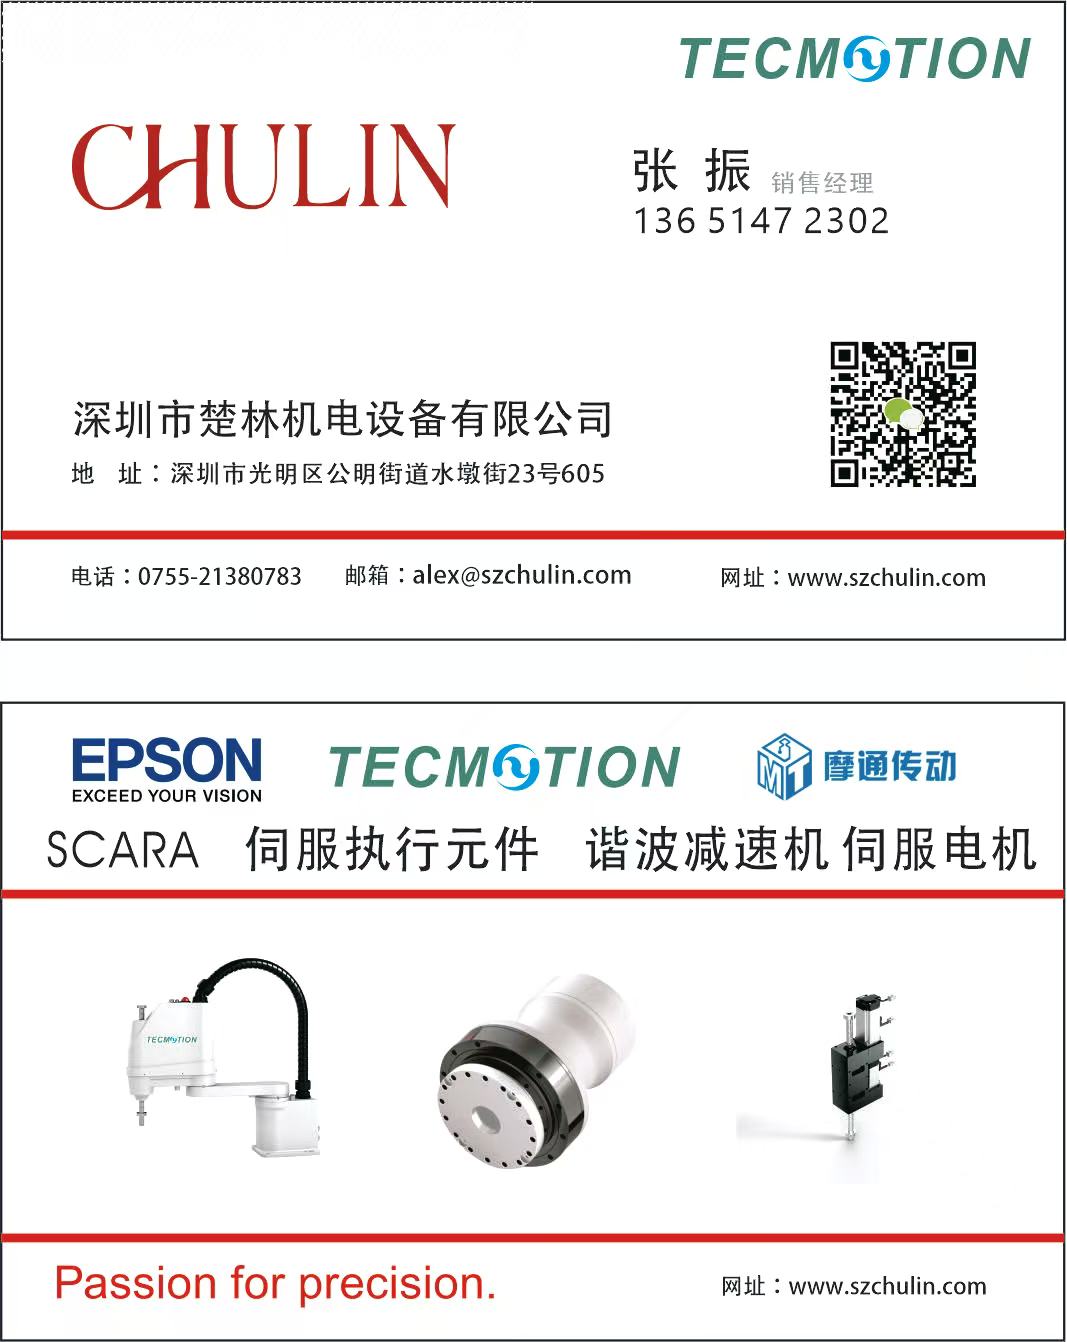 TECMOTION
CHULIN
张 振 销售经理
136 5147 2302
深圳市楚林机电设备有限公司
地 址：深圳市光明区公明街道水墩街23号605
电话：0755-21380783 邮箱：alex@szchulin.com 网址：www.szchulin.com
EPSON TECMOTION MT 摩通传动
EXCEED YOUR VISION
SCARA 伺服执行元件 谐波减速机 伺服电机
TECMOTION
Passion for precision. 网址：www.szchulin.com